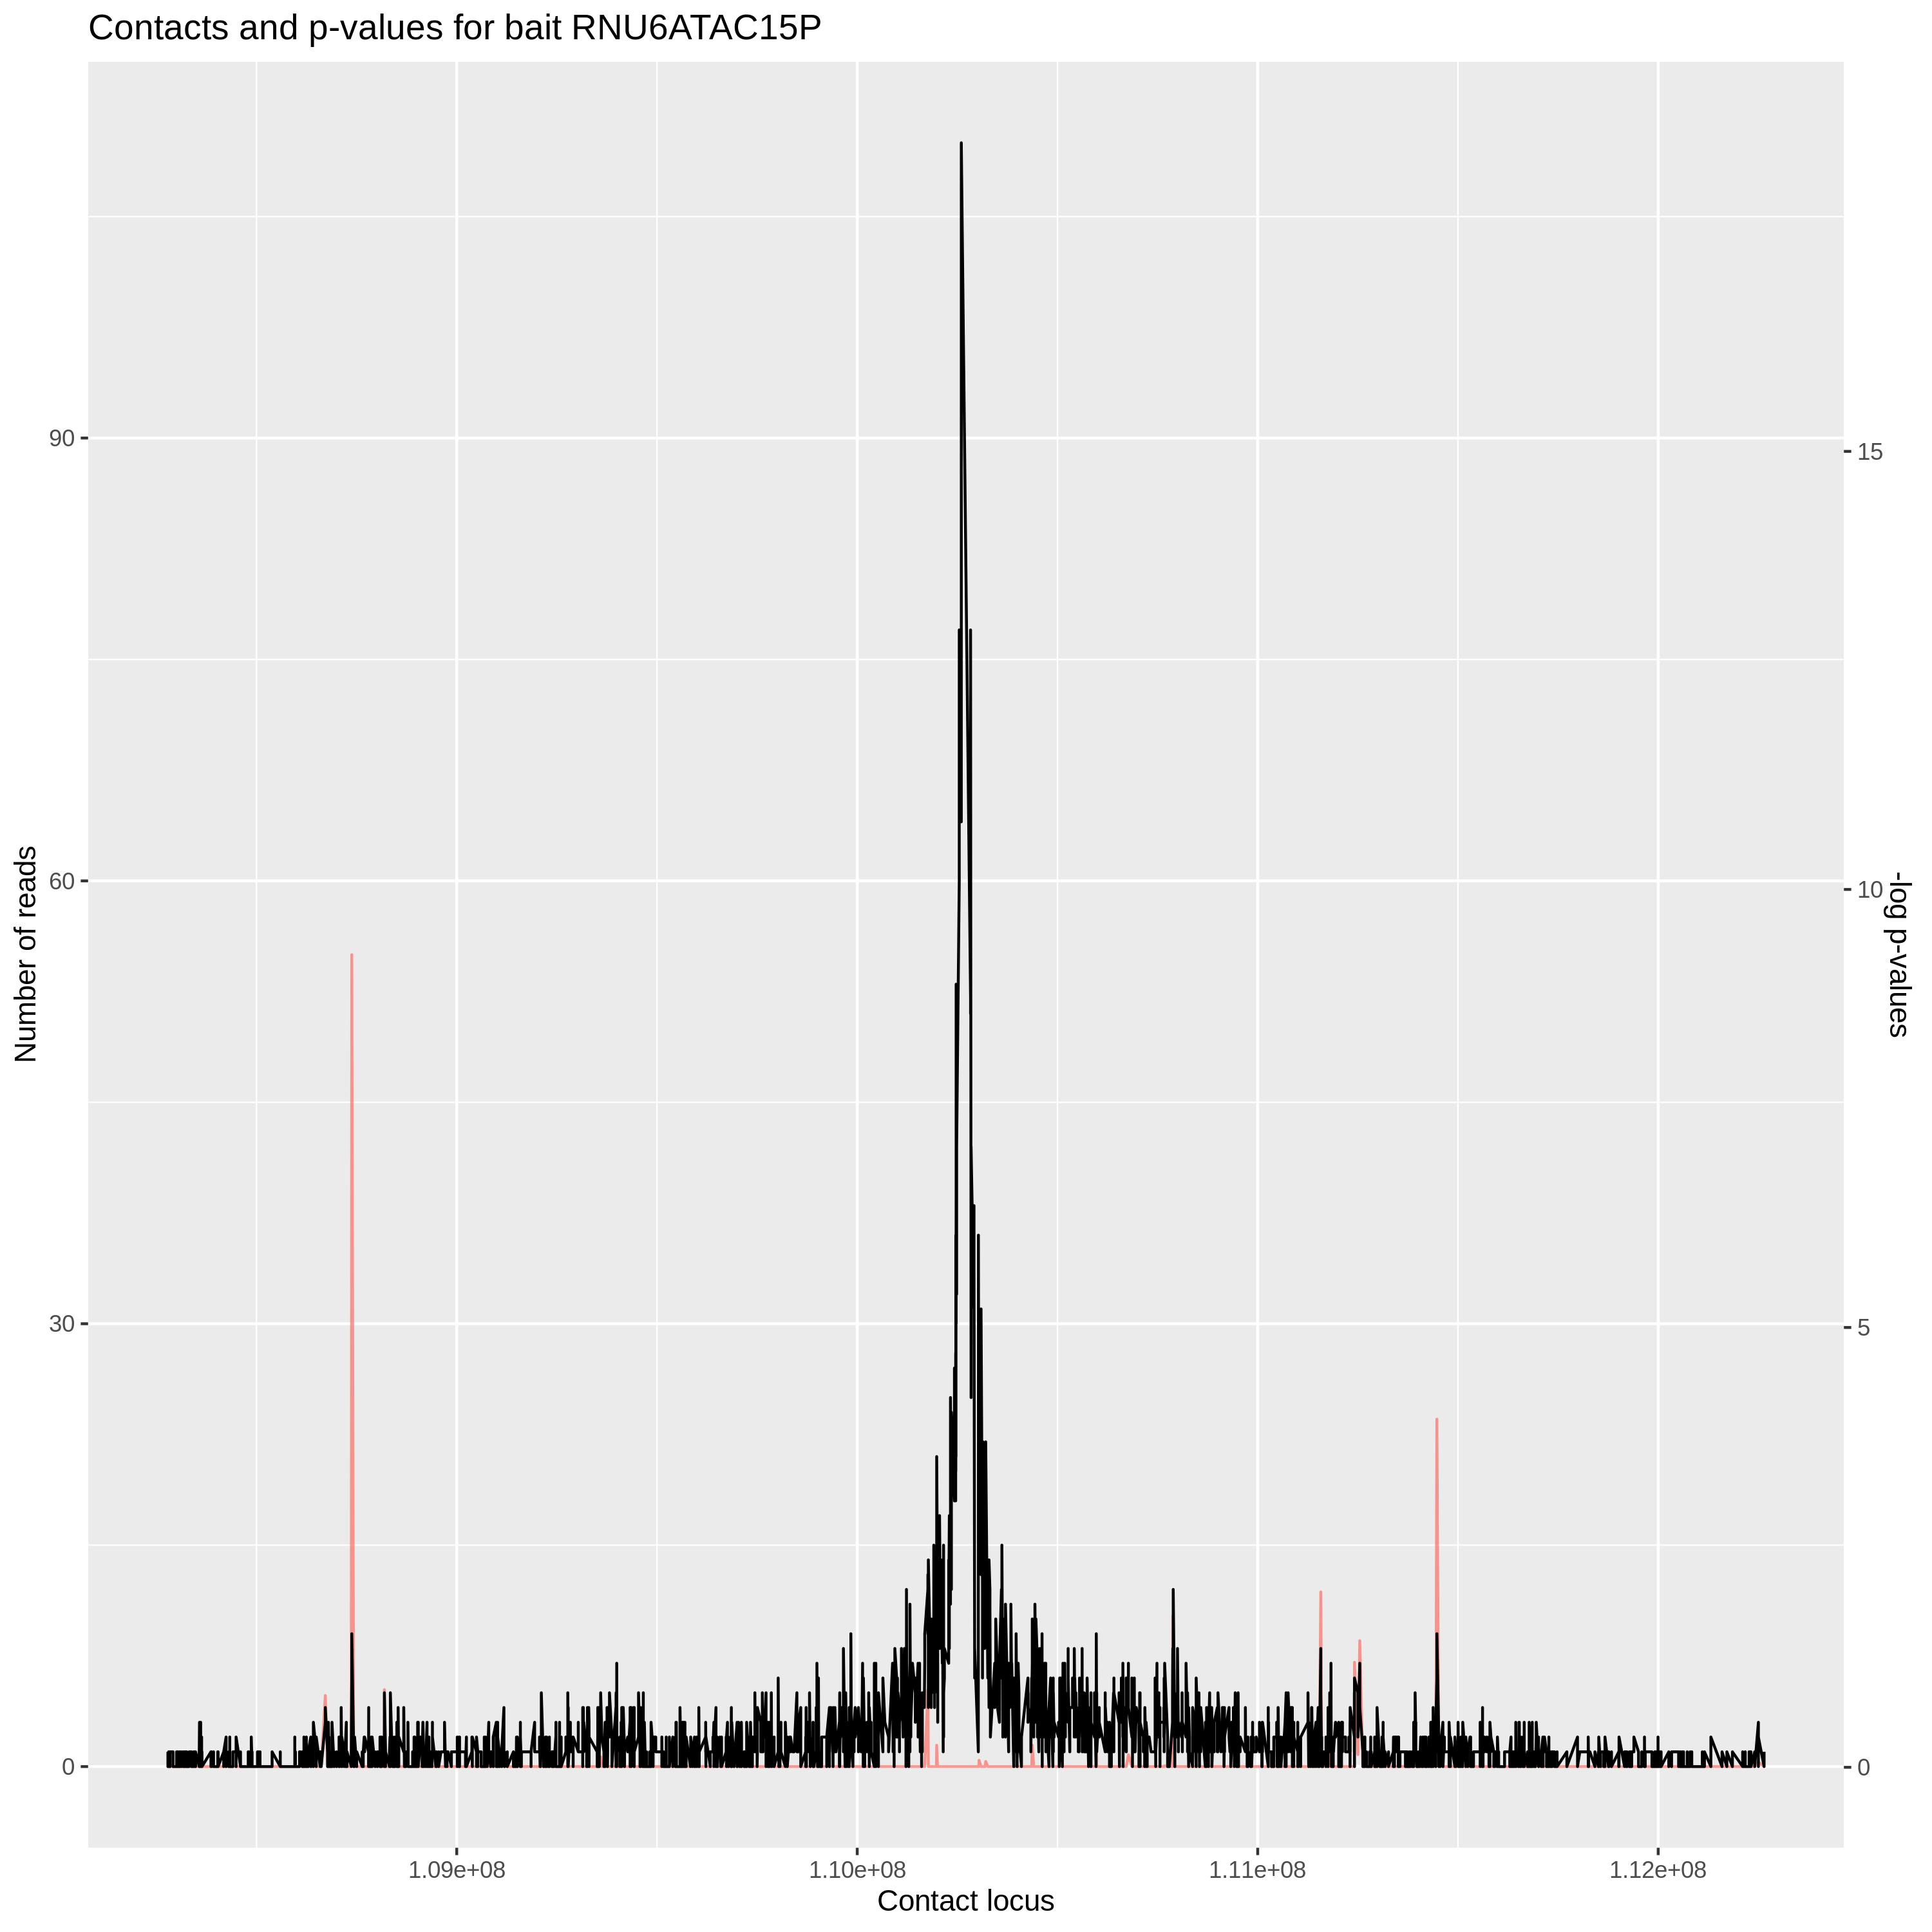 Contacts and p-values for bait RNU6ATAC15P
90
60
30
0
15
10
5
0
Number of reads
-log p-values
1.09e+08
1.10e+08
1.11e+08
1.12e+08
Contact locus